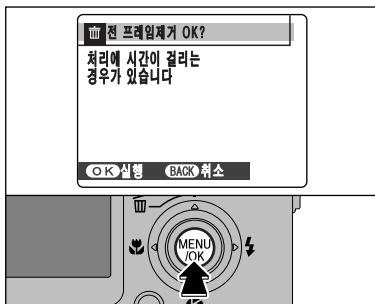 전 프레임제거 OK?
처리에 시간이 걸리는
경우가 있습니다
OK 실행 BACK 취소
MENU
/OK